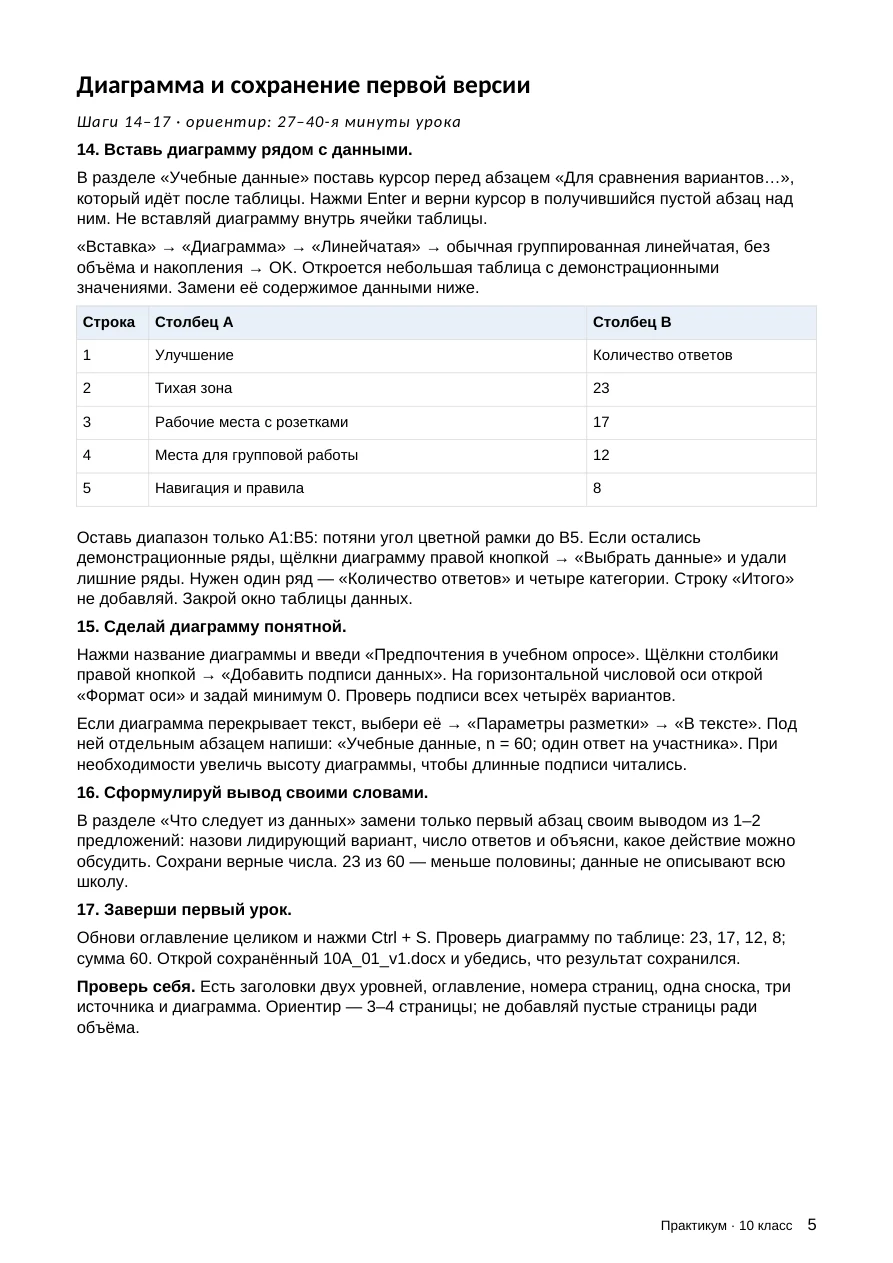 Диаграмма и сохранение первой версии
Шаги 14–17 · ориентир: 27–40-я минуты урока
14. Вставь диаграмму рядом с данными.
В разделе «Учебные данные» поставь курсор перед абзацем «Для сравнения вариантов…»,
который идёт после таблицы. Нажми Enter и верни курсор в получившийся пустой абзац над
ним. Не вставляй диаграмму внутрь ячейки таблицы.
«Вставка» → «Диаграмма» → «Линейчатая» → обычная группированная линейчатая, без
объёма и накопления → OK. Откроется небольшая таблица с демонстрационными
значениями. Замени её содержимое данными ниже.
Строка Столбец A Столбец B
1 Улучшение Количество ответов
2 Тихая зона 23
3 Рабочие места с розетками 17
4 Места для групповой работы 12
5 Навигация и правила 8
Оставь диапазон только A1:B5: потяни угол цветной рамки до B5. Если остались
демонстрационные ряды, щёлкни диаграмму правой кнопкой → «Выбрать данные» и удали
лишние ряды. Нужен один ряд — «Количество ответов» и четыре категории. Строку «Итого»
не добавляй. Закрой окно таблицы данных.
15. Сделай диаграмму понятной.
Нажми название диаграммы и введи «Предпочтения в учебном опросе». Щёлкни столбики
правой кнопкой → «Добавить подписи данных». На горизонтальной числовой оси открой
«Формат оси» и задай минимум 0. Проверь подписи всех четырёх вариантов.
Если диаграмма перекрывает текст, выбери её → «Параметры разметки» → «В тексте». Под
ней отдельным абзацем напиши: «Учебные данные, n = 60; один ответ на участника». При
необходимости увеличь высоту диаграммы, чтобы длинные подписи читались.
16. Сформулируй вывод своими словами.
В разделе «Что следует из данных» замени только первый абзац своим выводом из 1–2
предложений: назови лидирующий вариант, число ответов и объясни, какое действие можно
обсудить. Сохрани верные числа. 23 из 60 — меньше половины; данные не описывают всю
школу.
17. Заверши первый урок.
Обнови оглавление целиком и нажми Ctrl + S. Проверь диаграмму по таблице: 23, 17, 12, 8;
сумма 60. Открой сохранённый 10A_01_v1.docx и убедись, что результат сохранился.
Проверь себя. Есть заголовки двух уровней, оглавление, номера страниц, одна сноска, три
источника и диаграмма. Ориентир — 3–4 страницы; не добавляй пустые страницы ради
объёма.
Практикум · 10 класс 5